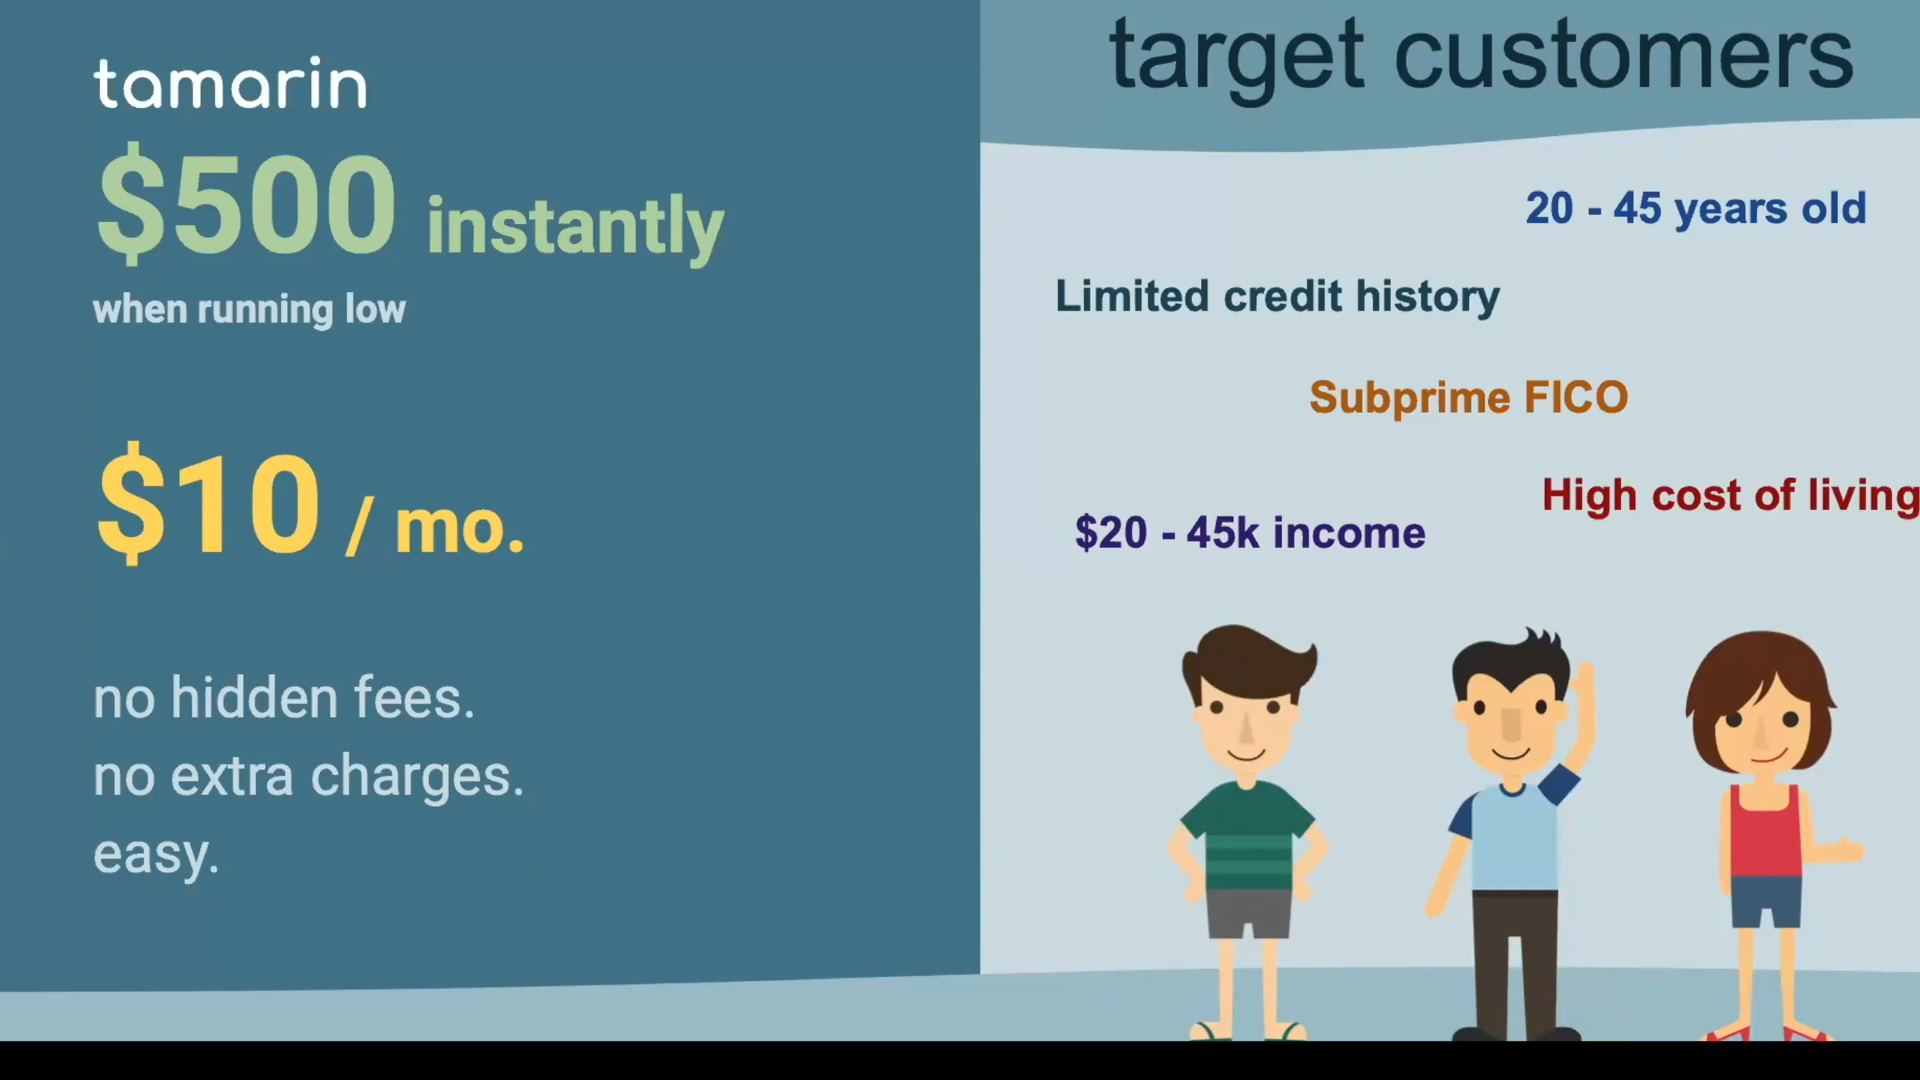 tamarin
$500 instantly
when running low
$10 / mo.
no hidden fees.
no extra charges.
easy.
target customers
20 - 45 years old
Limited credit history
Subprime FICO
High cost of living
$20 - 45k income